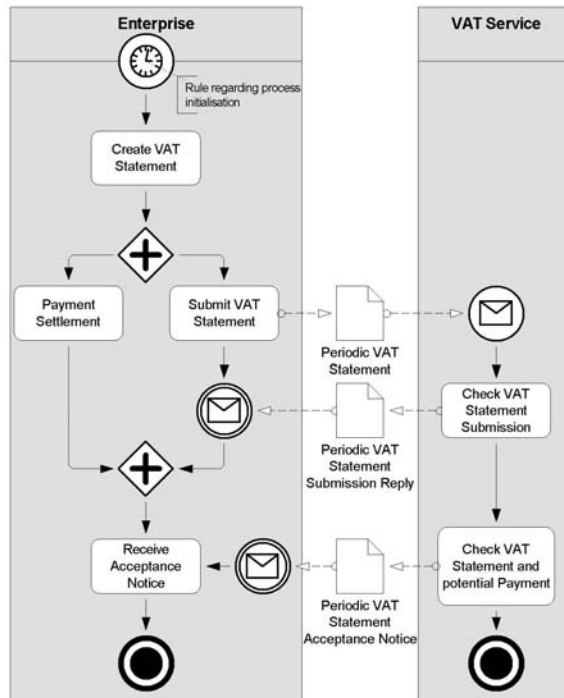 Enterprise
VAT Service
Rule regarding process
initialisation
Create VAT
Statement
Payment
Settlement
Submit VAT
Statement
Periodic VAT
Statement
Check VAT
Statement
Submission
Periodic VAT
Statement
Submission Reply
Receive
Acceptance
Notice
Check VAT
Statement and
potential Payment
Periodic VAT
Statement
Acceptance Notice